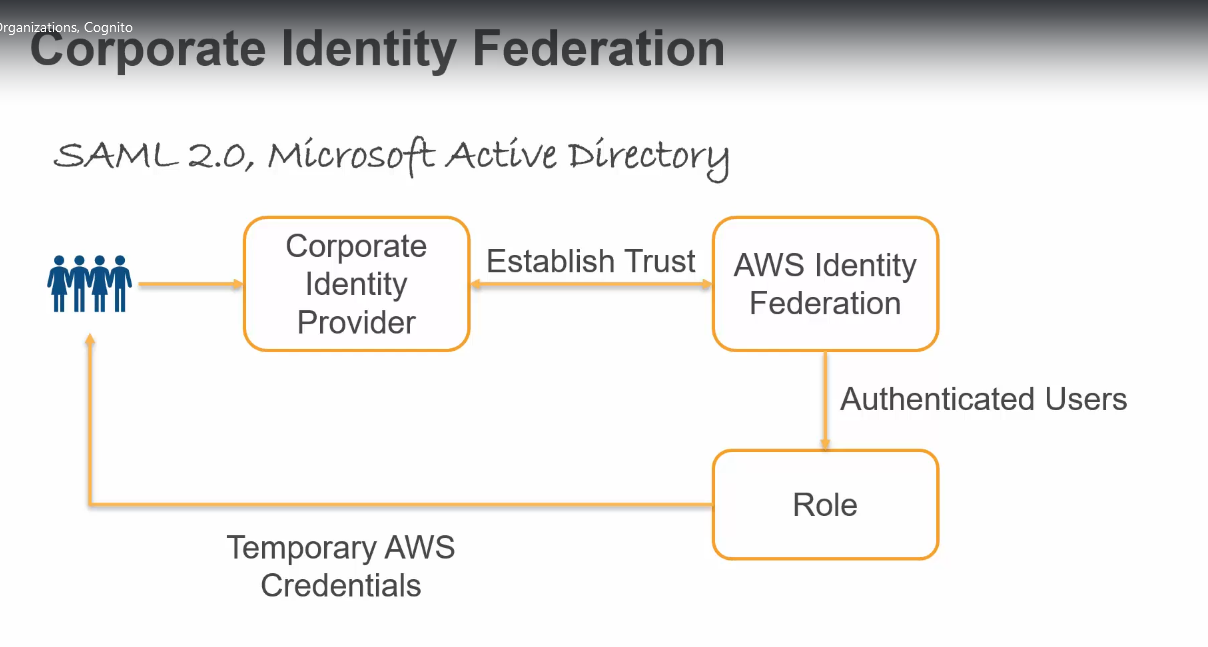 Organizations, Cognito
Corporate Identity Federation
SAML 2.0, Microsoft Active Directory
Corporate
Identity
Provider
Establish Trust
AWS Identity
Federation
Authenticated Users
Role
Temporary AWS
Credentials